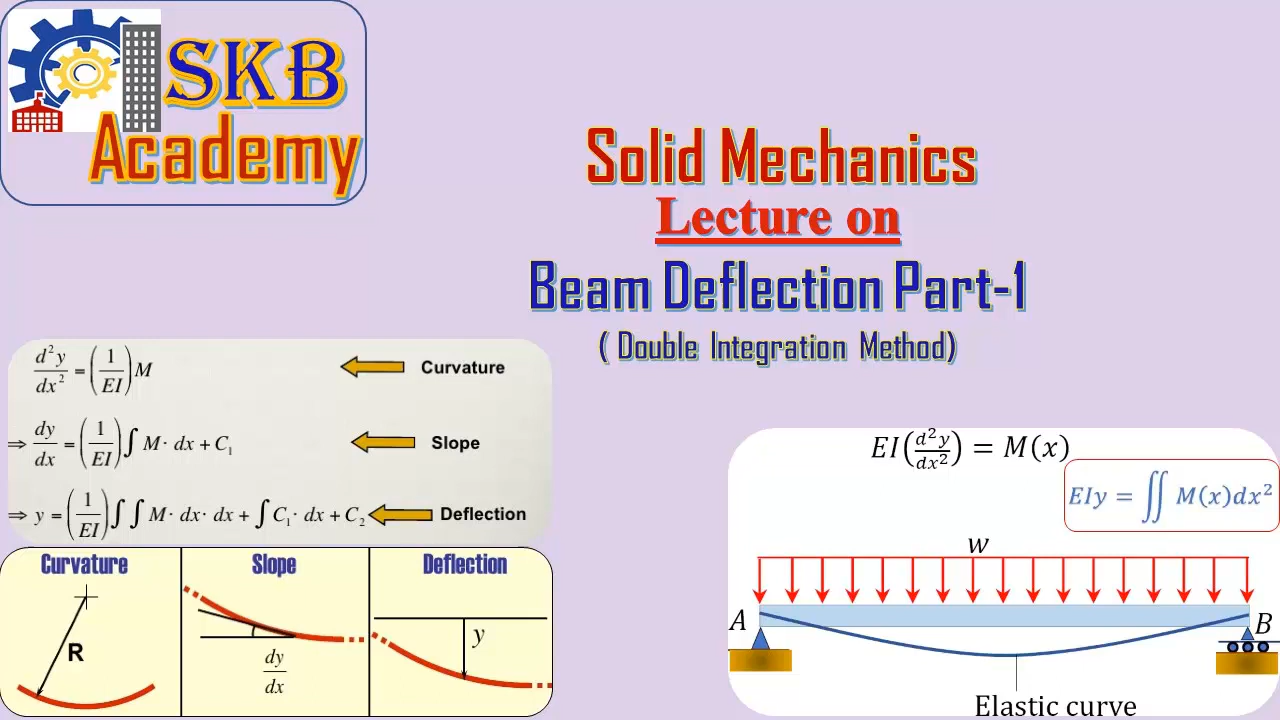 SKB
Academy
Solid Mechanics
Lecture on
Beam Deflection Part-1
( Double Integration Method)
d²y/dx² = (1/EI) M
Curvature
⇒ dy/dx = (1/EI) ∫ M · dx + C₁
Slope
⇒ y = (1/EI) ∫ ∫ M · dx · dx + ∫ C₁ · dx + C₂
Deflection
Curvature
R
Slope
dy/dx
Deflection
y
EI(d²y/dx²) = M(x)
EIy = ∬ M(x)dx²
w
A
B
Elastic curve